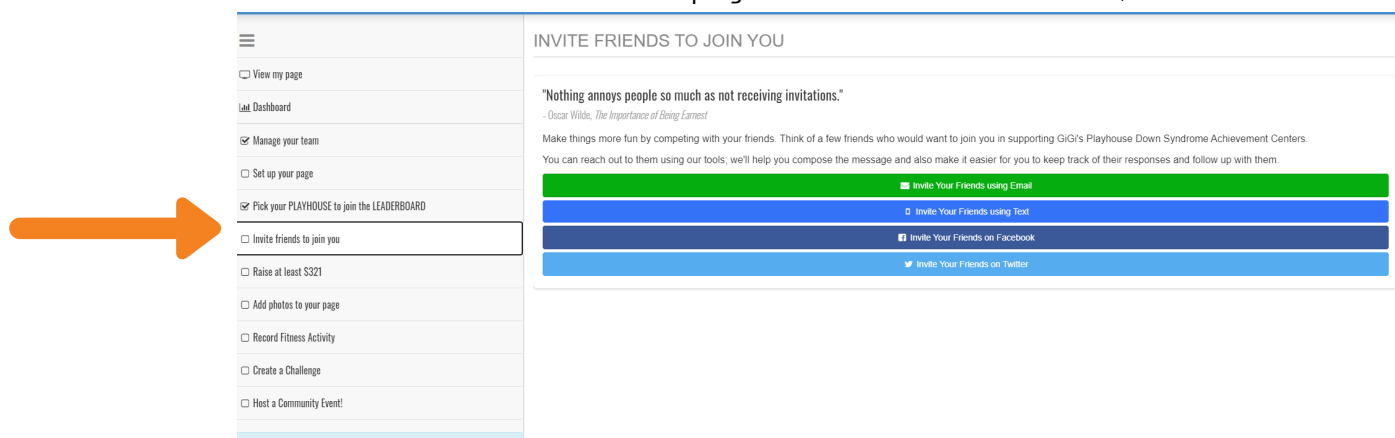 INVITE FRIENDS TO JOIN YOU
View my page
Dashboard
Manage your team
Set up your page
Pick your PLAYHOUSE to join the LEADERBOARD
Invite friends to join you
Raise at least $321
Add photos to your page
Record Fitness Activity
Create a Challenge
Host a Community Event!
"Nothing annoys people so much as not receiving invitations."
- Oscar Wilde, The Importance of Being Earnest
Make things more fun by competing with your friends. Think of a few friends who would want to join you in supporting GiGi's Playhouse Down Syndrome Achievement Centers.
You can reach out to them using our tools; we'll help you compose the message and also make it easier for you to keep track of their responses and follow up with them.
Invite Your Friends using Email
Invite Your Friends using Text
Invite Your Friends on Facebook
Invite Your Friends on Twitter